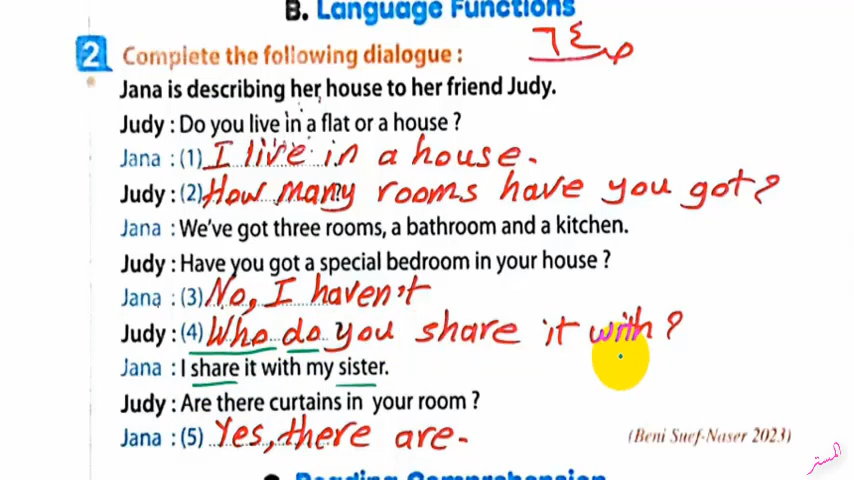 B. Language Functions
ص ٦٤
2 Complete the following dialogue :
Jana is describing her house to her friend Judy.
Judy : Do you live in a flat or a house ?
Jana : (1) I live in a house.
Judy : (2) How many rooms have you got?
Jana : We've got three rooms, a bathroom and a kitchen.
Judy : Have you got a special bedroom in your house ?
Jana : (3) No, I haven't
Judy : (4) Who do you share it with?
Jana : I share it with my sister.
Judy : Are there curtains in your room ?
Jana : (5) Yes, there are.
(Beni Suef-Naser 2023)
المستر